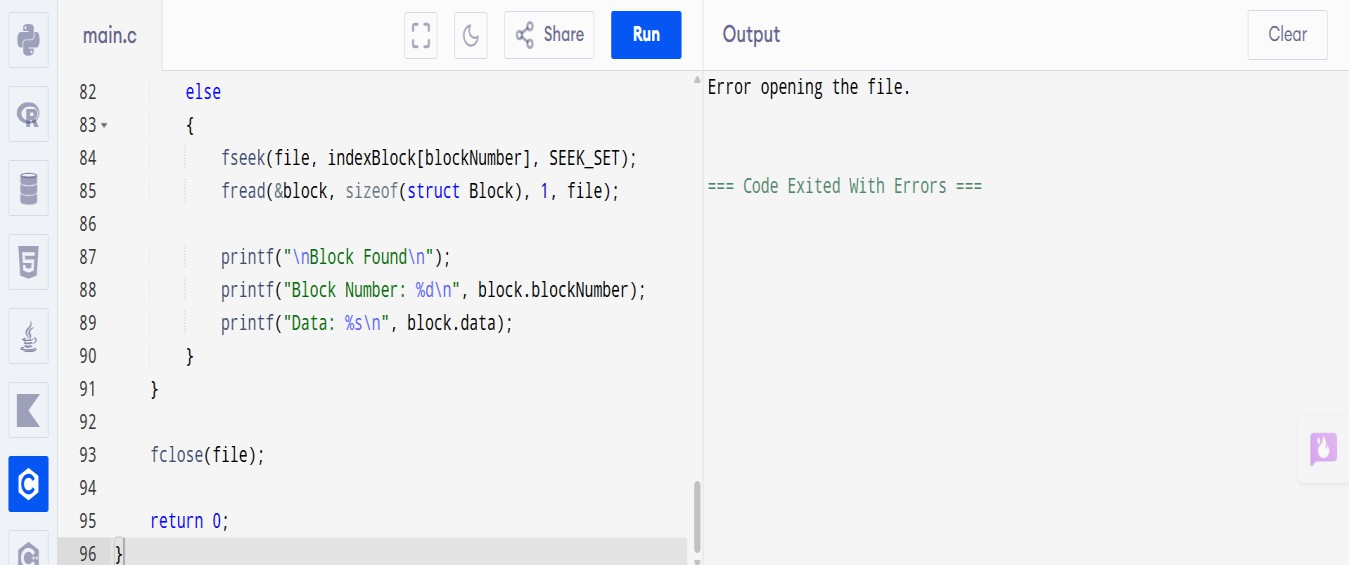 main.c
Share
Run
Output
Clear
82 else
83 {
84 fseek(file, indexBlock[blockNumber], SEEK_SET);
85 fread(&block, sizeof(struct Block), 1, file);
86
87 printf("\nBlock Found\n");
88 printf("Block Number: %d\n", block.blockNumber);
89 printf("Data: %s\n", block.data);
90 }
91 }
92
93 fclose(file);
94
95 return 0;
96 }
Error opening the file.
=== Code Exited With Errors ===